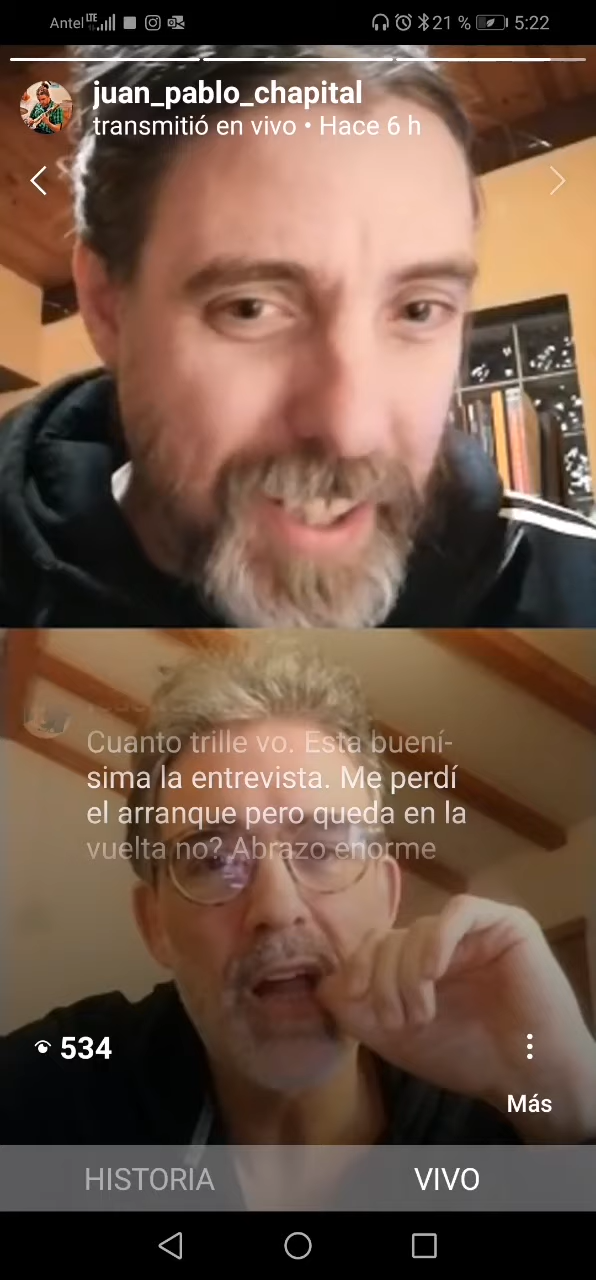 Antel LTE 21 % 5:22
juan_pablo_chapital
transmitió en vivo • Hace 6 h
Cuanto trille vo. Esta buení-
sima la entrevista. Me perdí
el arranque pero queda en la
vuelta no? Abrazo enorme
534
Más
HISTORIA VIVO